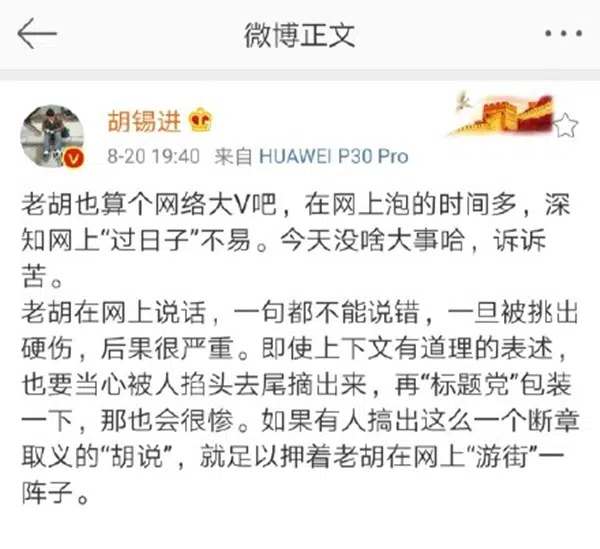 微博正文
胡锡进
8-20 19:40 来自 HUAWEI P30 Pro
老胡也算个网络大V吧，在网上泡的时间多，深
知网上“过日子”不易。今天没啥大事哈，诉诉
苦。
老胡在网上说话，一句都不能说错，一旦被挑出
硬伤，后果很严重。即使上下文有道理的表述，
也要当心被人掐头去尾摘出来，再“标题党”包装
一下，那也会很惨。如果有人搞出这么一个断章
取义的“胡说”，就足以押着老胡在网上“游街”一
阵子。